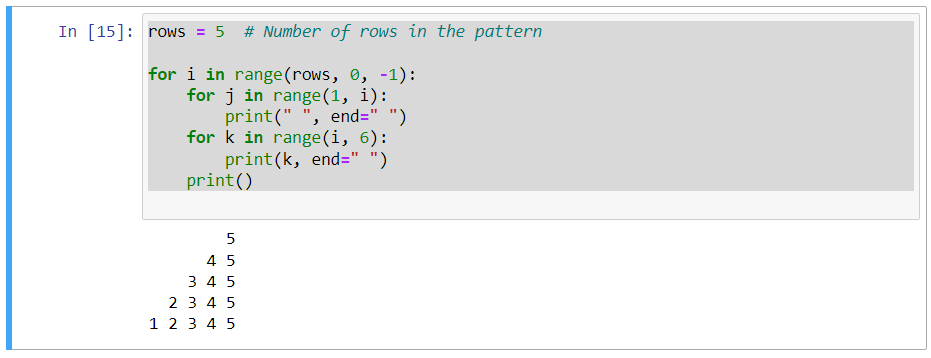 In [15]: rows = 5  # Number of rows in the pattern

for i in range(rows, 0, -1):
    for j in range(1, i):
        print(" ", end=" ")
    for k in range(i, 6):
        print(k, end=" ")
    print()

        5
      4 5
    3 4 5
  2 3 4 5
1 2 3 4 5